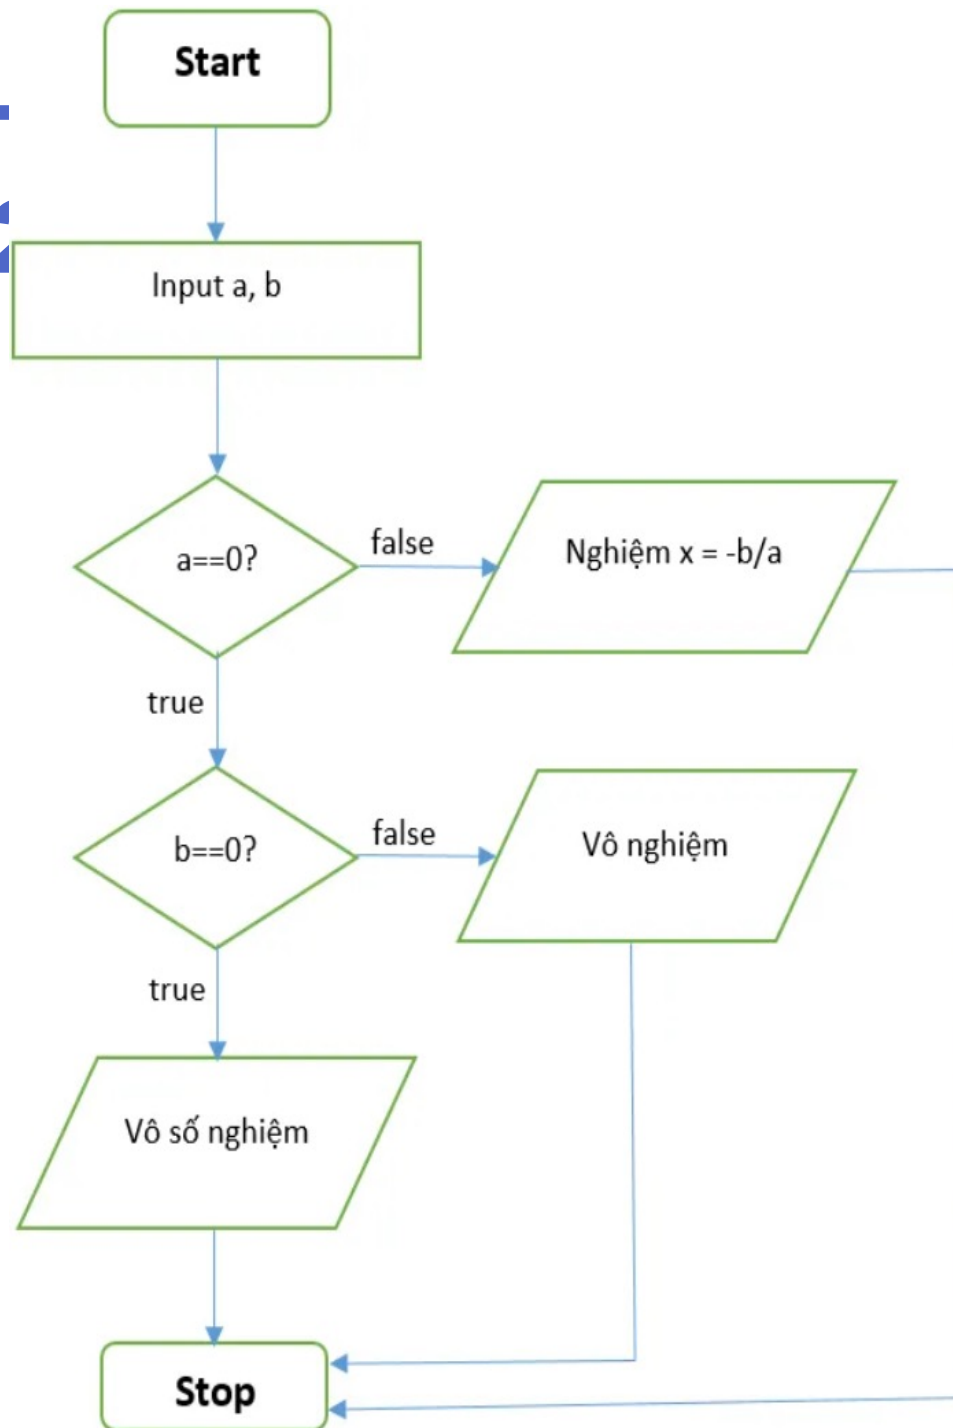 Start
Input a, b
a==0?
false
Nghiệm x = -b/a
true
b==0?
false
Vô nghiệm
true
Vô số nghiệm
Stop